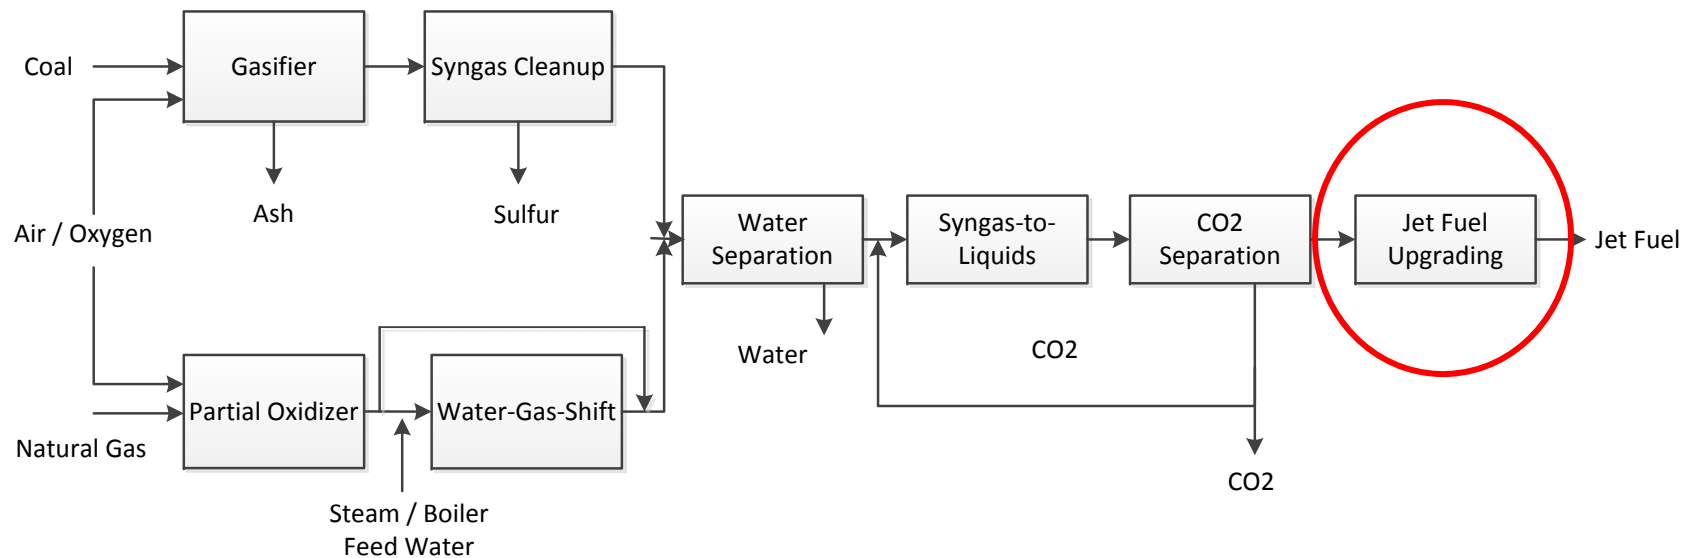 Coal
Gasifier
Syngas Cleanup
Ash
Sulfur
Air / Oxygen
Water
Separation
Syngas-to-
Liquids
CO2
Separation
Jet Fuel
Upgrading
Jet Fuel
Water
CO2
Partial Oxidizer
Water-Gas-Shift
Natural Gas
CO2
Steam / Boiler
Feed Water